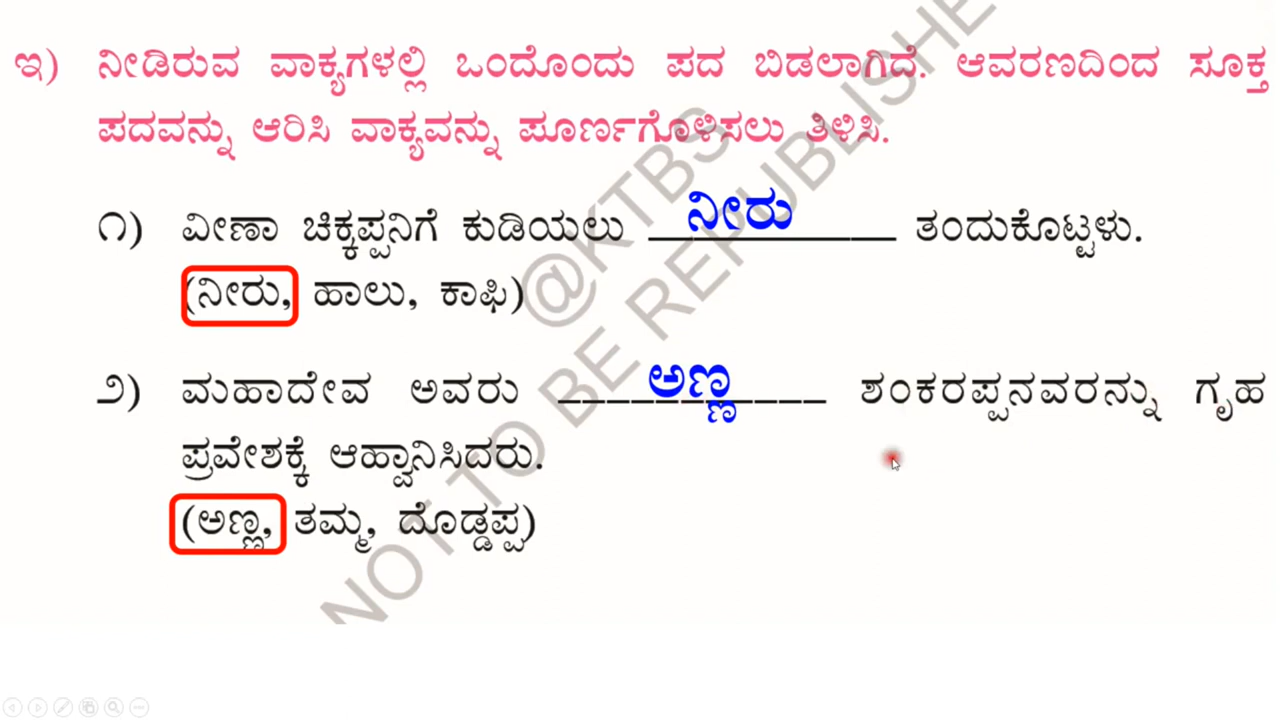 ಇ) ನೀಡಿರುವ ವಾಕ್ಯಗಳಲ್ಲಿ ಒಂದೊಂದು ಪದ ಬಿಡಲಾಗಿದೆ. ಆವರಣದಿಂದ ಸೂಕ್ತ
ಪದವನ್ನು ಆರಿಸಿ ವಾಕ್ಯವನ್ನು ಪೂರ್ಣಗೊಳಿಸಲು ತಿಳಿಸಿ.
೧) ವೀಣಾ ಚಿಕ್ಕಪ್ಪನಿಗೆ ಕುಡಿಯಲು ನೀರು ತಂದುಕೊಟ್ಟಳು.
(ನೀರು, ಹಾಲು, ಕಾಫಿ)
೨) ಮಹಾದೇವ ಅವರು ಅಣ್ಣ ಶಂಕರಪ್ಪನವರನ್ನು ಗೃಹ
ಪ್ರವೇಶಕ್ಕೆ ಆಹ್ವಾನಿಸಿದರು.
(ಅಣ್ಣ, ತಮ್ಮ, ದೊಡ್ಡಪ್ಪ)
@KTBS
NOT TO BE REPUBLISHE